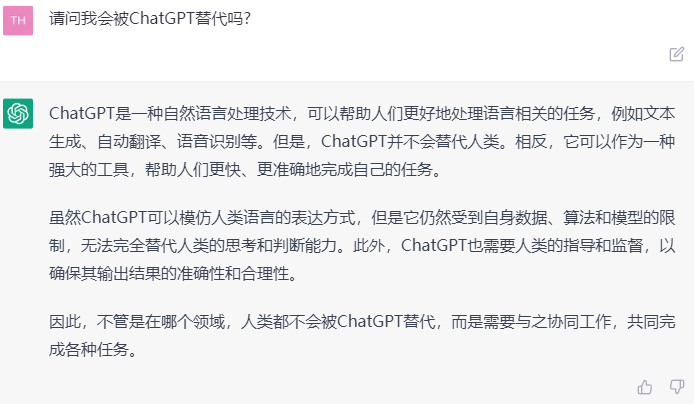 TH
请问我会被ChatGPT替代吗?
ChatGPT是一种自然语言处理技术，可以帮助人们更好地处理语言相关的任务，例如文本
生成、自动翻译、语音识别等。但是，ChatGPT并不会替代人类。相反，它可以作为一种
强大的工具，帮助人们更快、更准确地完成自己的任务。
虽然ChatGPT可以模仿人类语言的表达方式，但是它仍然受到自身数据、算法和模型的限
制，无法完全替代人类的思考和判断能力。此外，ChatGPT也需要人类的指导和监督，以
确保其输出结果的准确性和合理性。
因此，不管是在哪个领域，人类都不会被ChatGPT替代，而是需要与之协同工作，共同完
成各种任务。